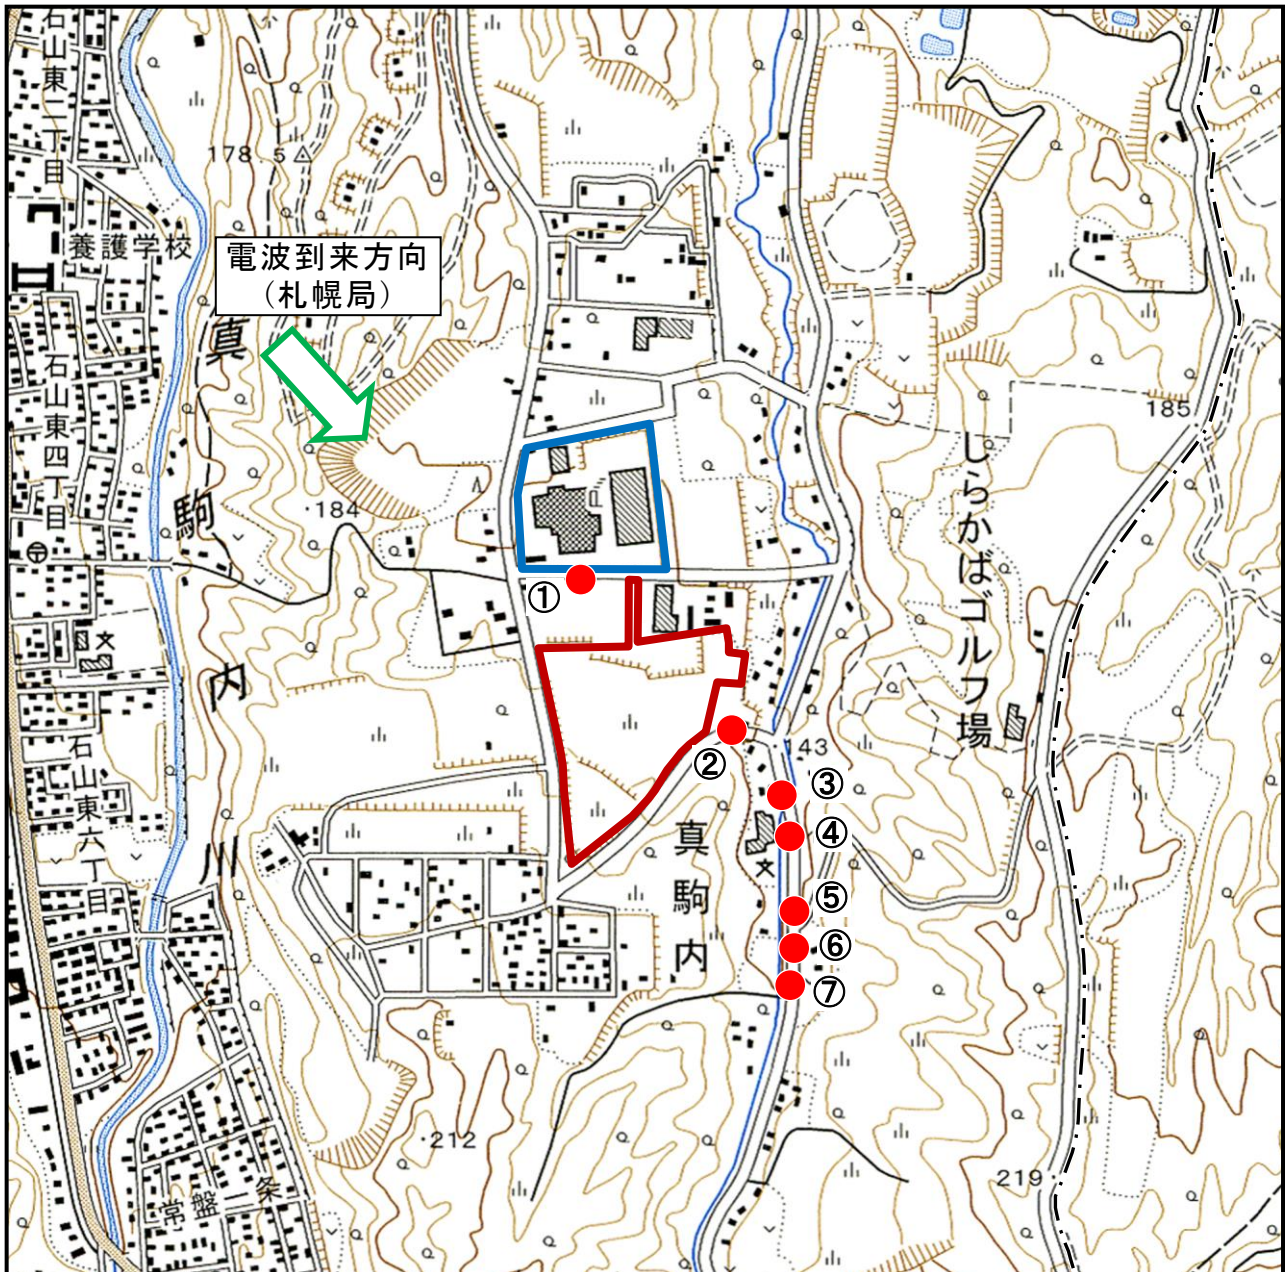 石山東二丁目
178.5
養護学校
電波到来方向
(札幌局)
真駒内川
石山東四丁目
185
・184
しらかばゴルフ場
①
②
143
③
④
⑤
⑥
⑦
真駒内
石山東六丁目
・212
219・
常盤一条